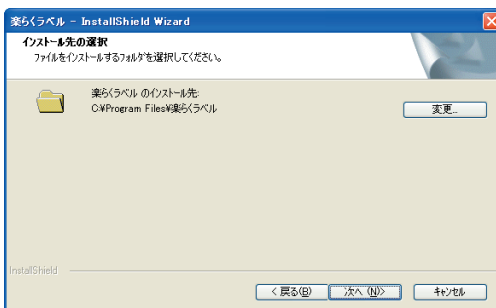 楽らくラベル - InstallShield Wizard
インストール先の選択
ファイルをインストールするフォルダを選択してください。
楽らくラベル のインストール先:
C:¥Program Files¥楽らくラベル
変更...
InstallShield
< 戻る(B)
次へ (N)>
キャンセル